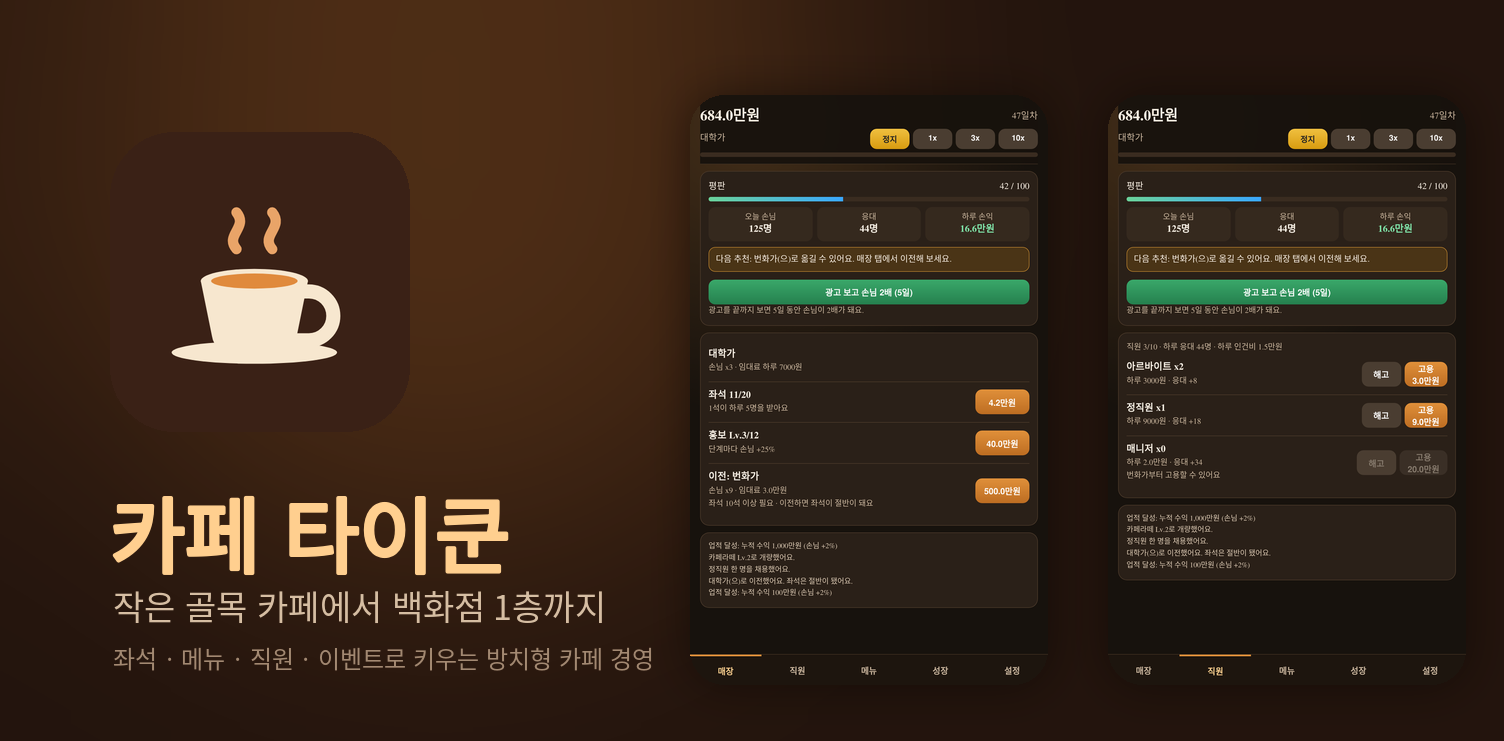 카페 타이쿤
작은 골목 카페에서 백화점 1층까지
좌석 · 메뉴 · 직원 · 이벤트로 키우는 방치형 카페 경영
684.0만원
47일차
대학가
정지
1x
3x
10x
평판
42 / 100
오늘 손님
125명
응대
44명
하루 손익
16.6만원
다음 추천: 번화가(으)로 옮길 수 있어요. 매장 탭에서 이전해 보세요.
광고 보고 손님 2배 (5일)
광고를 끝까지 보면 5일 동안 손님이 2배가 돼요.
대학가
손님 x3 · 임대료 하루 7000원
좌석 11/20
1석이 하루 5명을 받아요
4.2만원
홍보 Lv.3/12
단계마다 손님 +25%
40.0만원
이전: 번화가
손님 x9 · 임대료 3.0만원
좌석 10석 이상 필요 · 이전하면 좌석이 절반이 돼요
500.0만원
업적 달성: 누적 수익 1,000만원 (손님 +2%)
카페라떼 Lv.2로 개량했어요.
정직원 한 명을 채용했어요.
대학가(으)로 이전했어요. 좌석은 절반이 됐어요.
업적 달성: 누적 수익 100만원 (손님 +2%)
매장
직원
메뉴
성장
설정
684.0만원
47일차
대학가
정지
1x
3x
10x
평판
42 / 100
오늘 손님
125명
응대
44명
하루 손익
16.6만원
다음 추천: 번화가(으)로 옮길 수 있어요. 매장 탭에서 이전해 보세요.
광고 보고 손님 2배 (5일)
광고를 끝까지 보면 5일 동안 손님이 2배가 돼요.
직원 3/10 · 하루 응대 44명 · 하루 인건비 1.5만원
아르바이트 x2
하루 3000원 · 응대 +8
해고
고용
3.0만원
정직원 x1
하루 9000원 · 응대 +18
해고
고용
9.0만원
매니저 x0
하루 2.0만원 · 응대 +34
번화가부터 고용할 수 있어요
해고
고용
20.0만원
업적 달성: 누적 수익 1,000만원 (손님 +2%)
카페라떼 Lv.2로 개량했어요.
정직원 한 명을 채용했어요.
대학가(으)로 이전했어요. 좌석은 절반이 됐어요.
업적 달성: 누적 수익 100만원 (손님 +2%)
매장
직원
메뉴
성장
설정